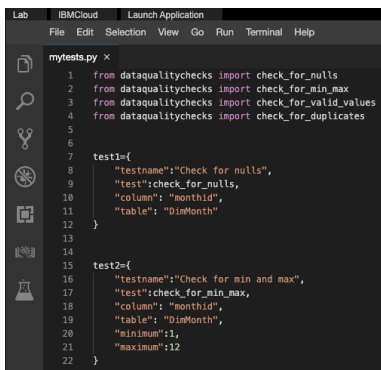 Lab IBMCloud Launch Application
File Edit Selection View Go Run Terminal Help
mytests.py ×
1 from dataqualitychecks import check_for_nulls
2 from dataqualitychecks import check_for_min_max
3 from dataqualitychecks import check_for_valid_values
4 from dataqualitychecks import check_for_duplicates
5
6
7 test1={
8 "testname":"Check for nulls",
9 "test":check_for_nulls,
10 "column": "monthid",
11 "table": "DimMonth"
12 }
13
14
15 test2={
16 "testname":"Check for min and max",
17 "test":check_for_min_max,
18 "column": "monthid",
19 "table": "DimMonth",
20 "minimum":1,
21 "maximum":12
22 }